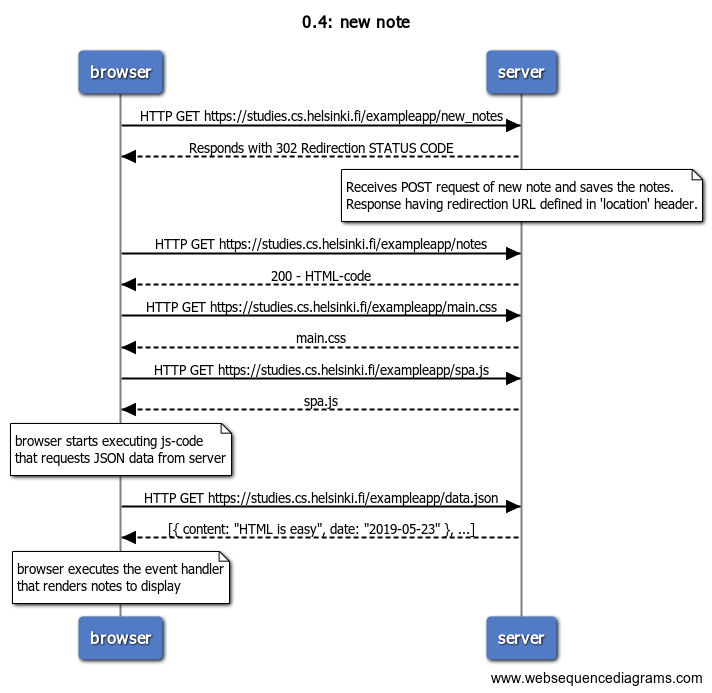 0.4: new note
browser
server
HTTP GET https://studies.cs.helsinki.fi/exampleapp/new_notes
Responds with 302 Redirection STATUS CODE
Receives POST request of new note and saves the notes.
Response having redirection URL defined in 'location' header.
HTTP GET https://studies.cs.helsinki.fi/exampleapp/notes
200 - HTML-code
HTTP GET https://studies.cs.helsinki.fi/exampleapp/main.css
main.css
HTTP GET https://studies.cs.helsinki.fi/exampleapp/spa.js
spa.js
browser starts executing js-code
that requests JSON data from server
HTTP GET https://studies.cs.helsinki.fi/exampleapp/data.json
[{ content: "HTML is easy", date: "2019-05-23" }, ...]
browser executes the event handler
that renders notes to display
browser
server
www.websequencediagrams.com